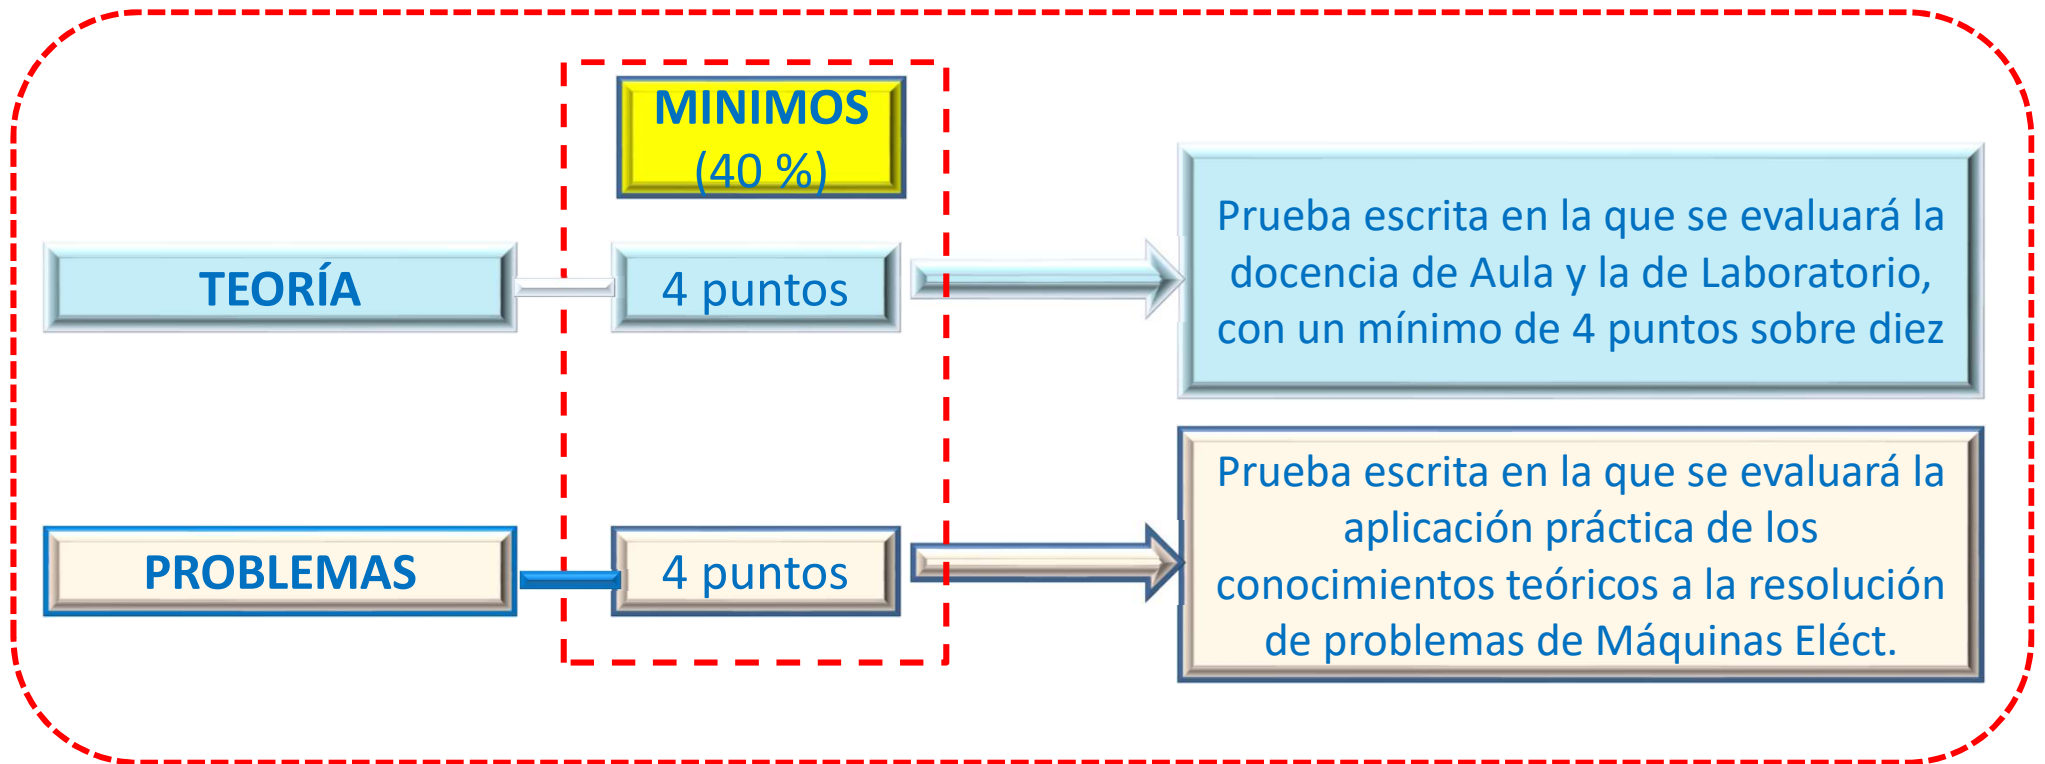 MINIMOS
(40 %)
TEORÍA
4 puntos
Prueba escrita en la que se evaluará la
docencia de Aula y la de Laboratorio,
con un mínimo de 4 puntos sobre diez
PROBLEMAS
4 puntos
Prueba escrita en la que se evaluará la
aplicación práctica de los
conocimientos teóricos a la resolución
de problemas de Máquinas Eléct.